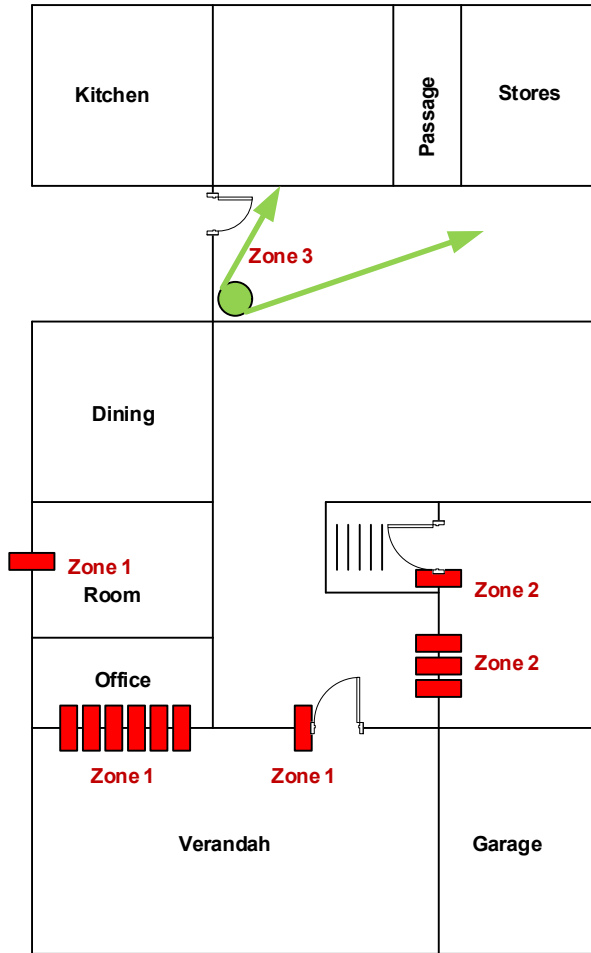 Kitchen
Passage
Stores
Zone 3
Dining
Zone 1
Room
Zone 2
Zone 2
Office
Zone 1
Zone 1
Verandah
Garage